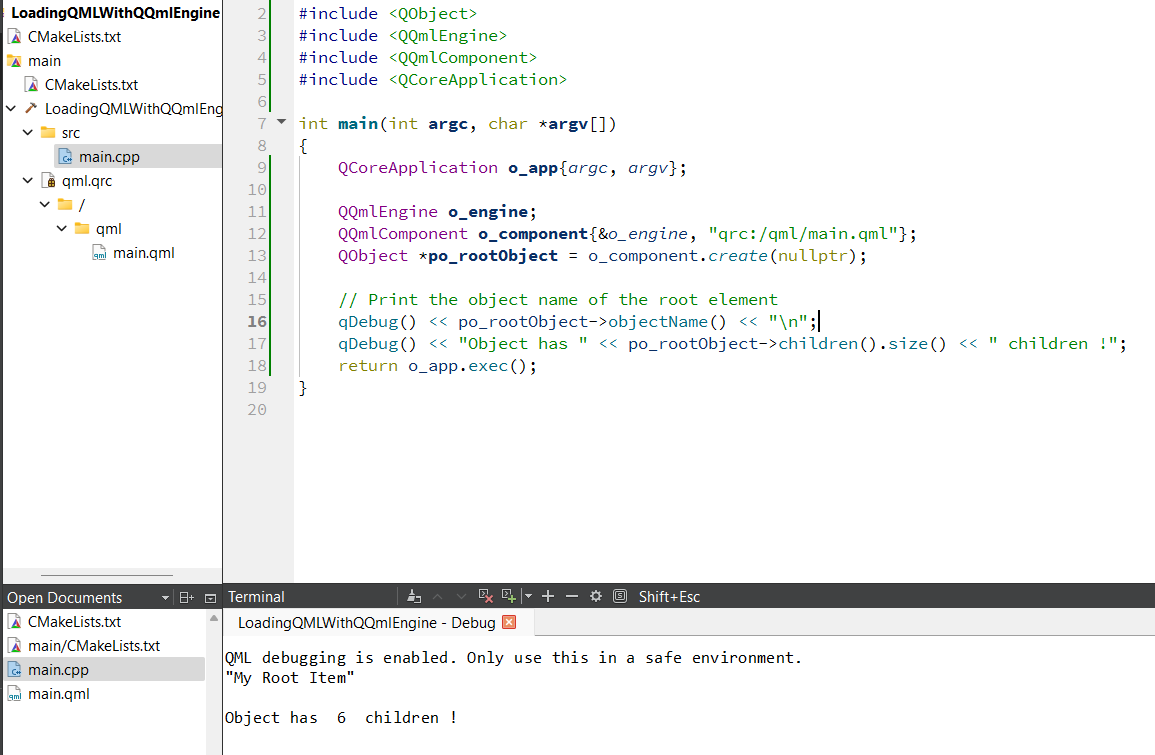 LoadingQMLWithQQmlEngine
CMakeLists.txt
main
CMakeLists.txt
LoadingQMLWithQQmlEng
src
main.cpp
qml.qrc
/
qml
main.qml
2 #include <QObject>
3 #include <QQmlEngine>
4 #include <QQmlComponent>
5 #include <QCoreApplication>
6
7 int main(int argc, char *argv[])
8 {
9 QCoreApplication o_app{argc, argv};
10
11 QQmlEngine o_engine;
12 QQmlComponent o_component{&o_engine, "qrc:/qml/main.qml"};
13 QObject *po_rootObject = o_component.create(nullptr);
14
15 // Print the object name of the root element
16 qDebug() << po_rootObject->objectName() << "\n";
17 qDebug() << "Object has " << po_rootObject->children().size() << " children !";
18 return o_app.exec();
19 }
20
Open Documents
CMakeLists.txt
main/CMakeLists.txt
main.cpp
main.qml
Terminal Shift+Esc
LoadingQMLWithQQmlEngine - Debug
QML debugging is enabled. Only use this in a safe environment.
"My Root Item"
Object has  6  children !